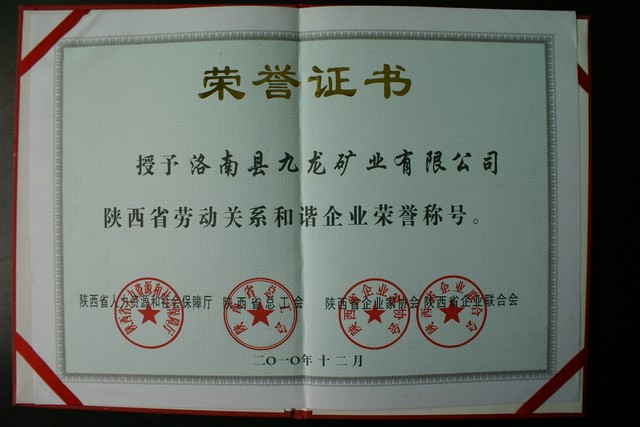 荣誉证书
授予洛南县九龙矿业有限公司
陕西省劳动关系和谐企业荣誉称号。
陕西省人力资源和社会保障厅 陕西省总工会 陕西省企业家协会 陕西省企业联合会
二〇一〇年十二月